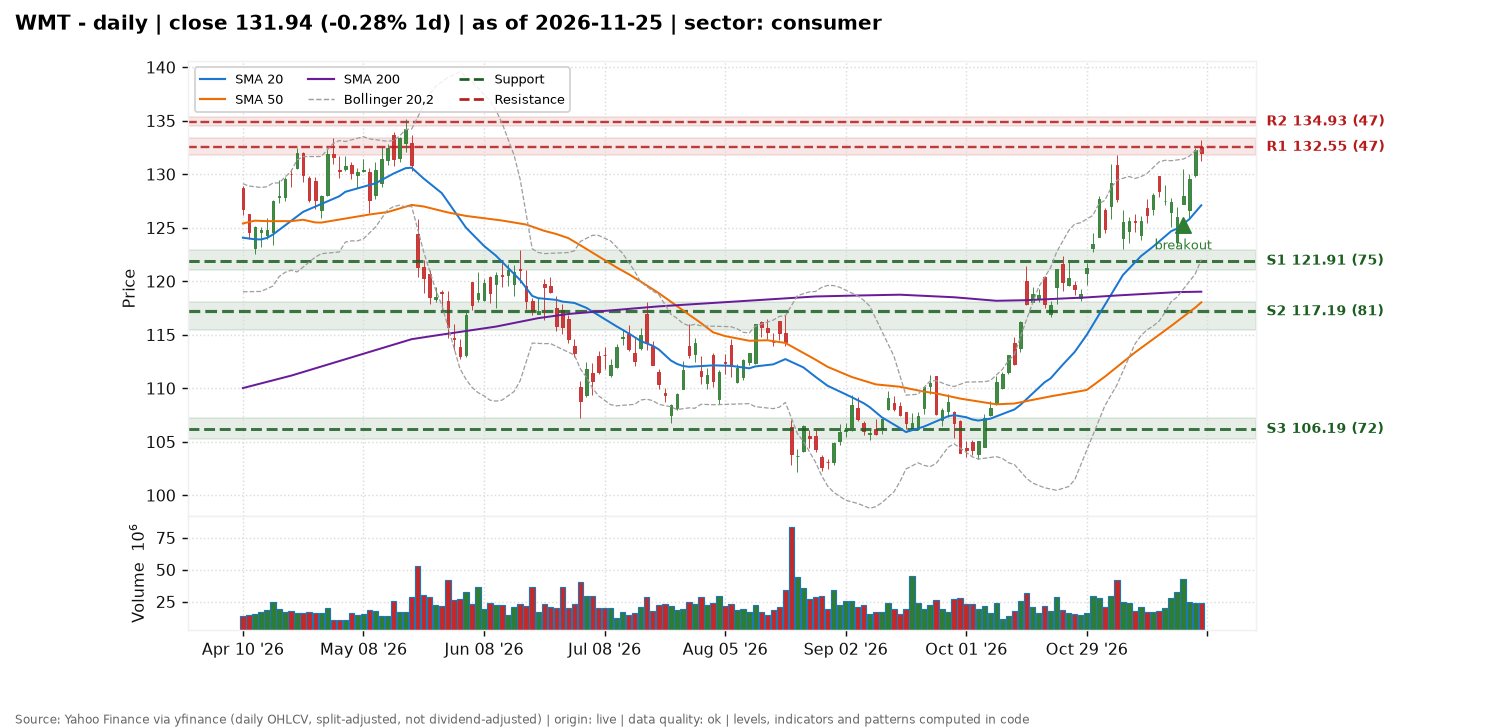 WMT - daily | close 131.94 (-0.28% 1d) | as of 2026-11-25 | sector: consumer
SMA 20
SMA 50
SMA 200
Bollinger 20,2
Support
Resistance
Price
140
135
130
125
120
115
110
105
100
R2 134.93 (47)
R1 132.55 (47)
breakout
S1 121.91 (75)
S2 117.19 (81)
S3 106.19 (72)
Volume 10⁶
75
50
25
Apr 10 '26 May 08 '26 Jun 08 '26 Jul 08 '26 Aug 05 '26 Sep 02 '26 Oct 01 '26 Oct 29 '26
Source: Yahoo Finance via yfinance (daily OHLCV, split-adjusted, not dividend-adjusted) | origin: live | data quality: ok | levels, indicators and patterns computed in code